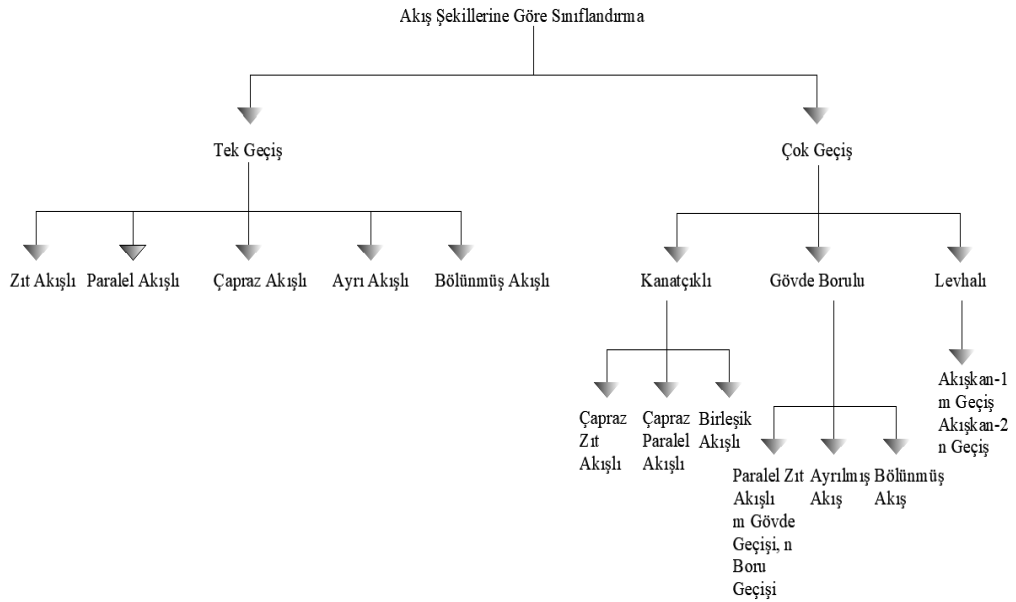 Akış Şekillerine Göre Sınıflandırma
Tek Geçiş
Çok Geçiş
Zıt Akışlı
Paralel Akışlı
Çapraz Akışlı
Ayrı Akışlı
Bölünmüş Akışlı
Kanatçıklı
Gövde Borulu
Levhalı
Çapraz
Zıt
Akışlı
Çapraz
Paralel
Akışlı
Birleşik
Akışlı
Paralel Zıt
Akışlı
m Gövde
Geçişi, n
Boru
Geçişi
Ayrılmış
Akış
Bölünmüş
Akış
Akışkan-1
m Geçiş
Akışkan-2
n Geçiş